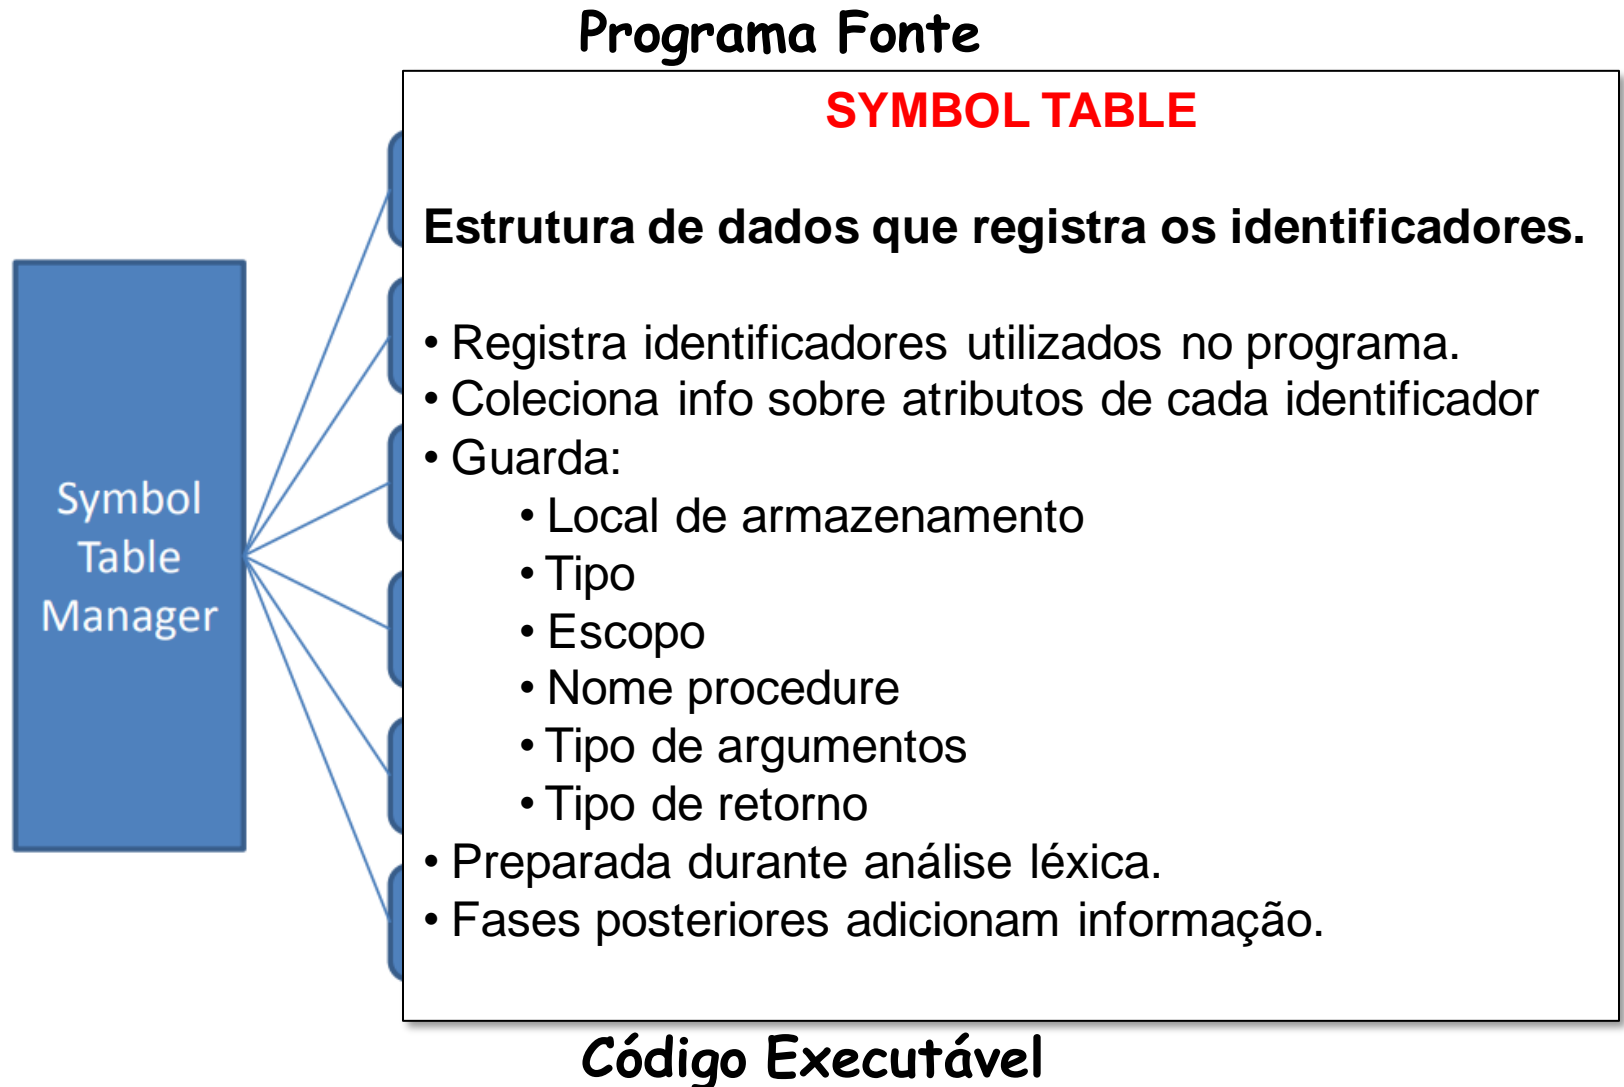 Programa Fonte
SYMBOL TABLE
Estrutura de dados que registra os identificadores.
• Registra identificadores utilizados no programa.
• Coleciona info sobre atributos de cada identificador
• Guarda:
• Local de armazenamento
• Tipo
• Escopo
• Nome procedure
• Tipo de argumentos
• Tipo de retorno
• Preparada durante análise léxica.
• Fases posteriores adicionam informação.
Symbol
Table
Manager
Código Executável